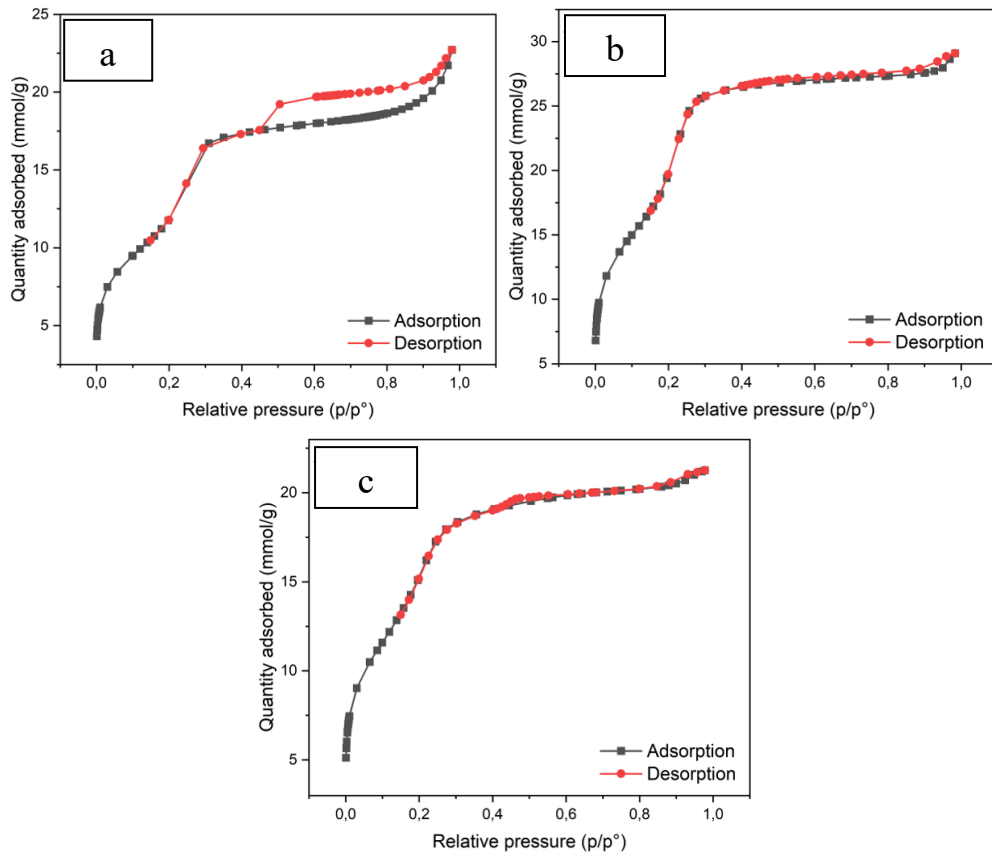 a
25
20
15
10
5
Quantity adsorbed (mmol/g)
Adsorption
Desorption
0,0 0,2 0,4 0,6 0,8 1,0
Relative pressure (p/p°)
b
30
25
20
15
10
5
Quantity adsorbed (mmol/g)
Adsorption
Desorption
0,0 0,2 0,4 0,6 0,8 1,0
Relative pressure (p/p°)
c
20
15
10
5
Quantity adsorbed (mmol/g)
Adsorption
Desorption
0,0 0,2 0,4 0,6 0,8 1,0
Relative pressure (p/p°)